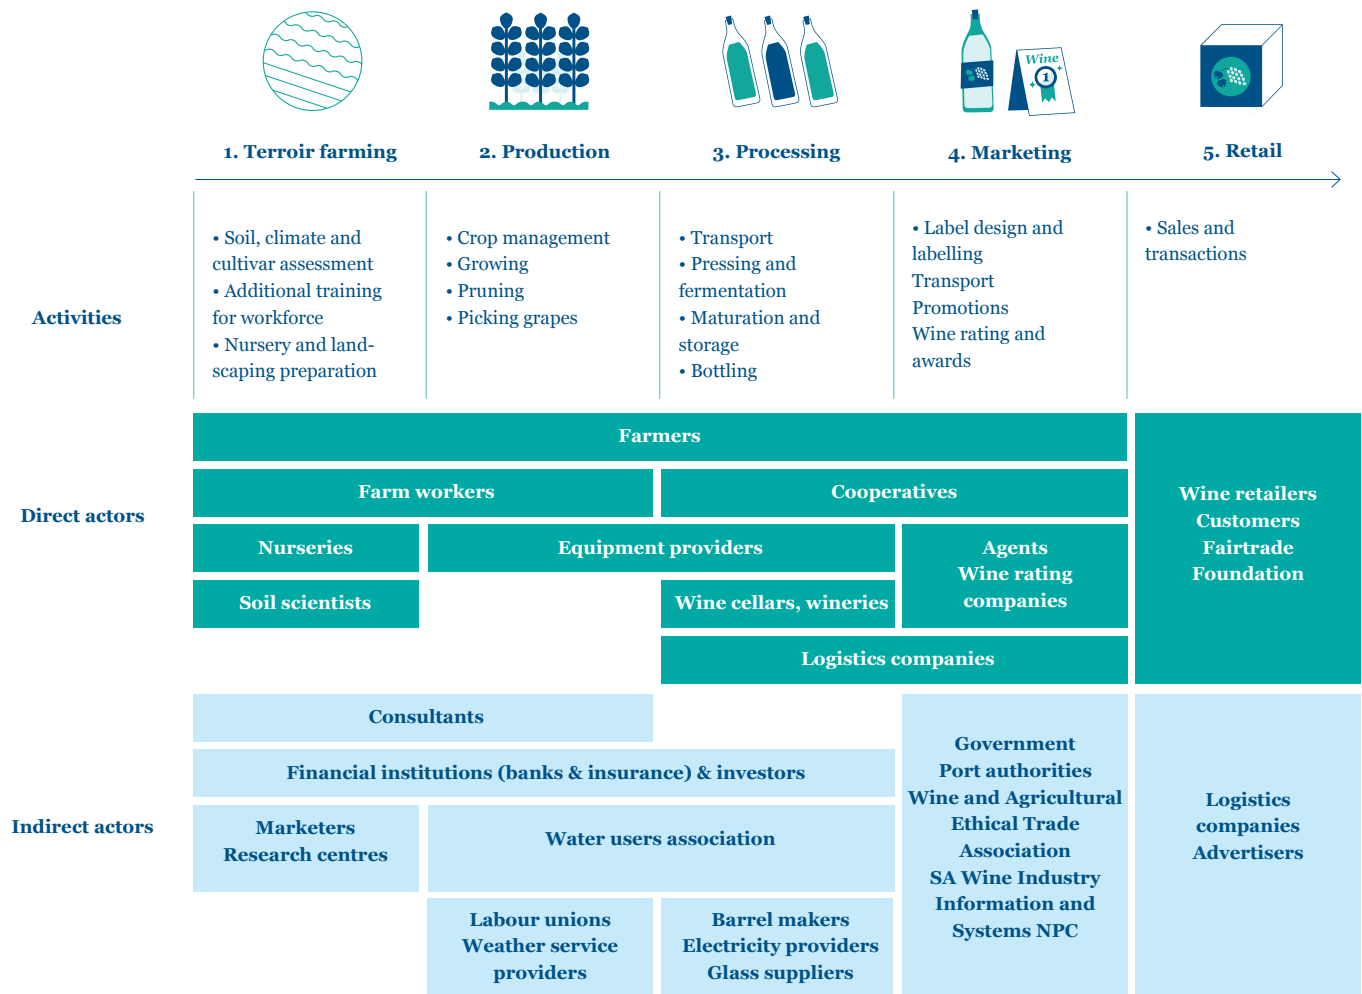 Wine
1
1. Terroir farming
2. Production
3. Processing
4. Marketing
5. Retail
Activities
• Soil, climate and
cultivar assessment
• Additional training
for workforce
• Nursery and land-
scaping preparation
• Crop management
• Growing
• Pruning
• Picking grapes
• Transport
• Pressing and
fermentation
• Maturation and
storage
• Bottling
• Label design and
labelling
Transport
Promotions
Wine rating and
awards
• Sales and
transactions
Direct actors
Farmers
Farm workers
Cooperatives
Nurseries
Equipment providers
Agents
Wine rating
companies
Soil scientists
Wine cellars, wineries
Logistics companies
Wine retailers
Customers
Fairtrade
Foundation
Indirect actors
Consultants
Financial institutions (banks & insurance) & investors
Marketers
Research centres
Water users association
Labour unions
Weather service
providers
Barrel makers
Electricity providers
Glass suppliers
Government
Port authorities
Wine and Agricultural
Ethical Trade
Association
SA Wine Industry
Information and
Systems NPC
Logistics
companies
Advertisers